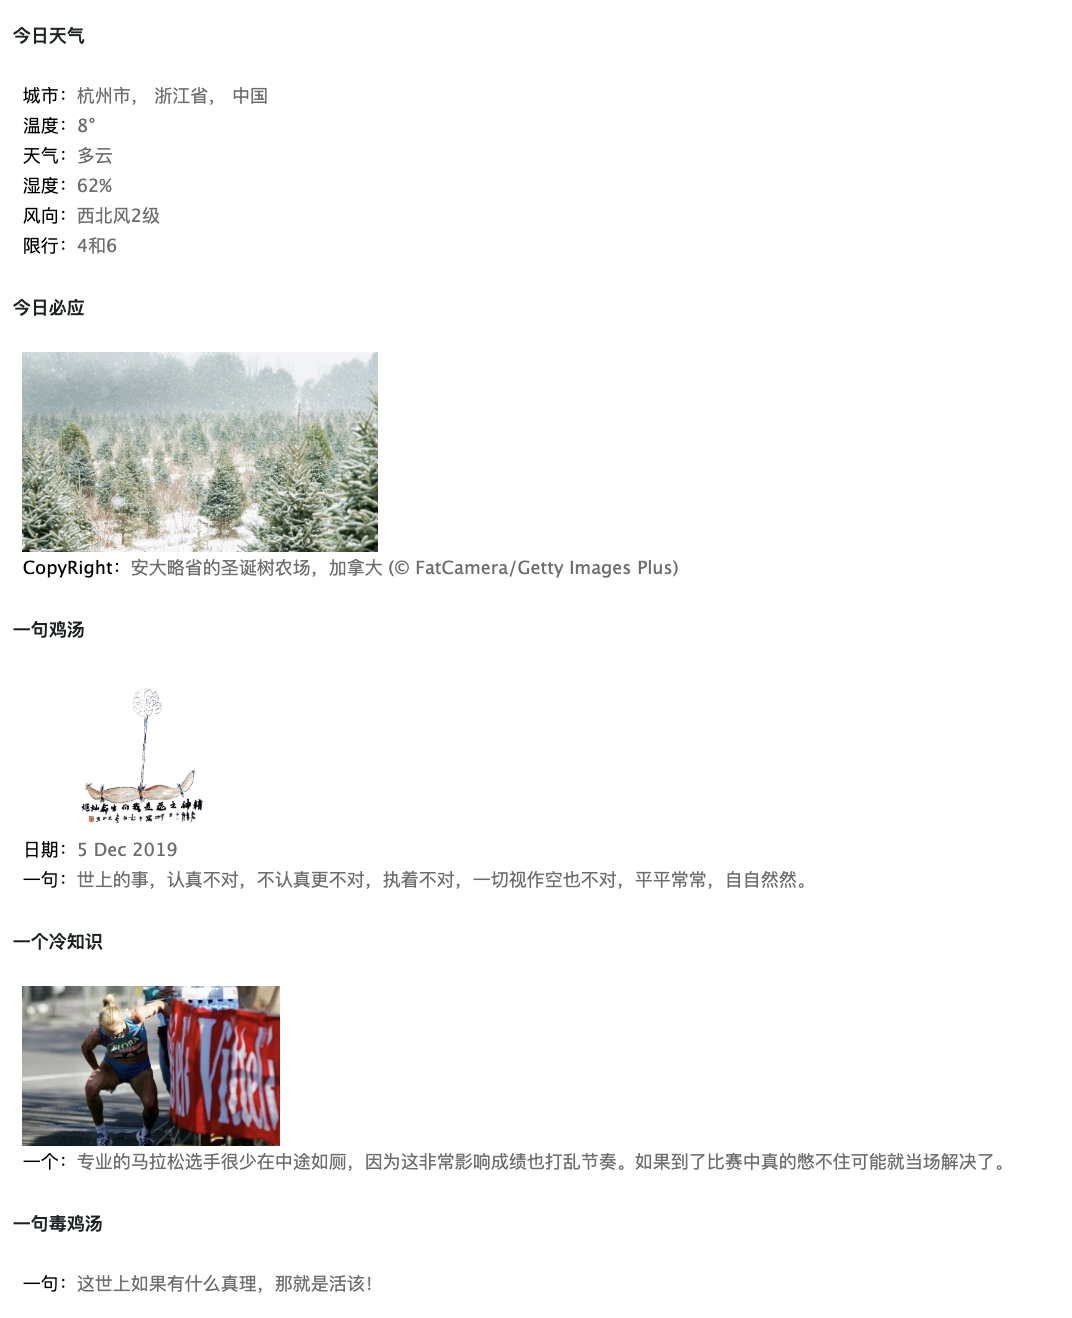 今日天气
城市：杭州市， 浙江省， 中国
温度：8°
天气：多云
湿度：62%
风向：西北风2级
限行：4和6
今日必应
CopyRight：安大略省的圣诞树农场，加拿大 (© FatCamera/Getty Images Plus)
一句鸡汤
日期：5 Dec 2019
一句：世上的事，认真不对，不认真更不对，执着不对，一切视作空也不对，平平常常，自自然然。
一个冷知识
FLORA
Vittel
一个：专业的马拉松选手很少在中途如厕，因为这非常影响成绩也打乱节奏。如果到了比赛中真的憋不住可能就当场解决了。
一句毒鸡汤
一句：这世上如果有什么真理，那就是活该！